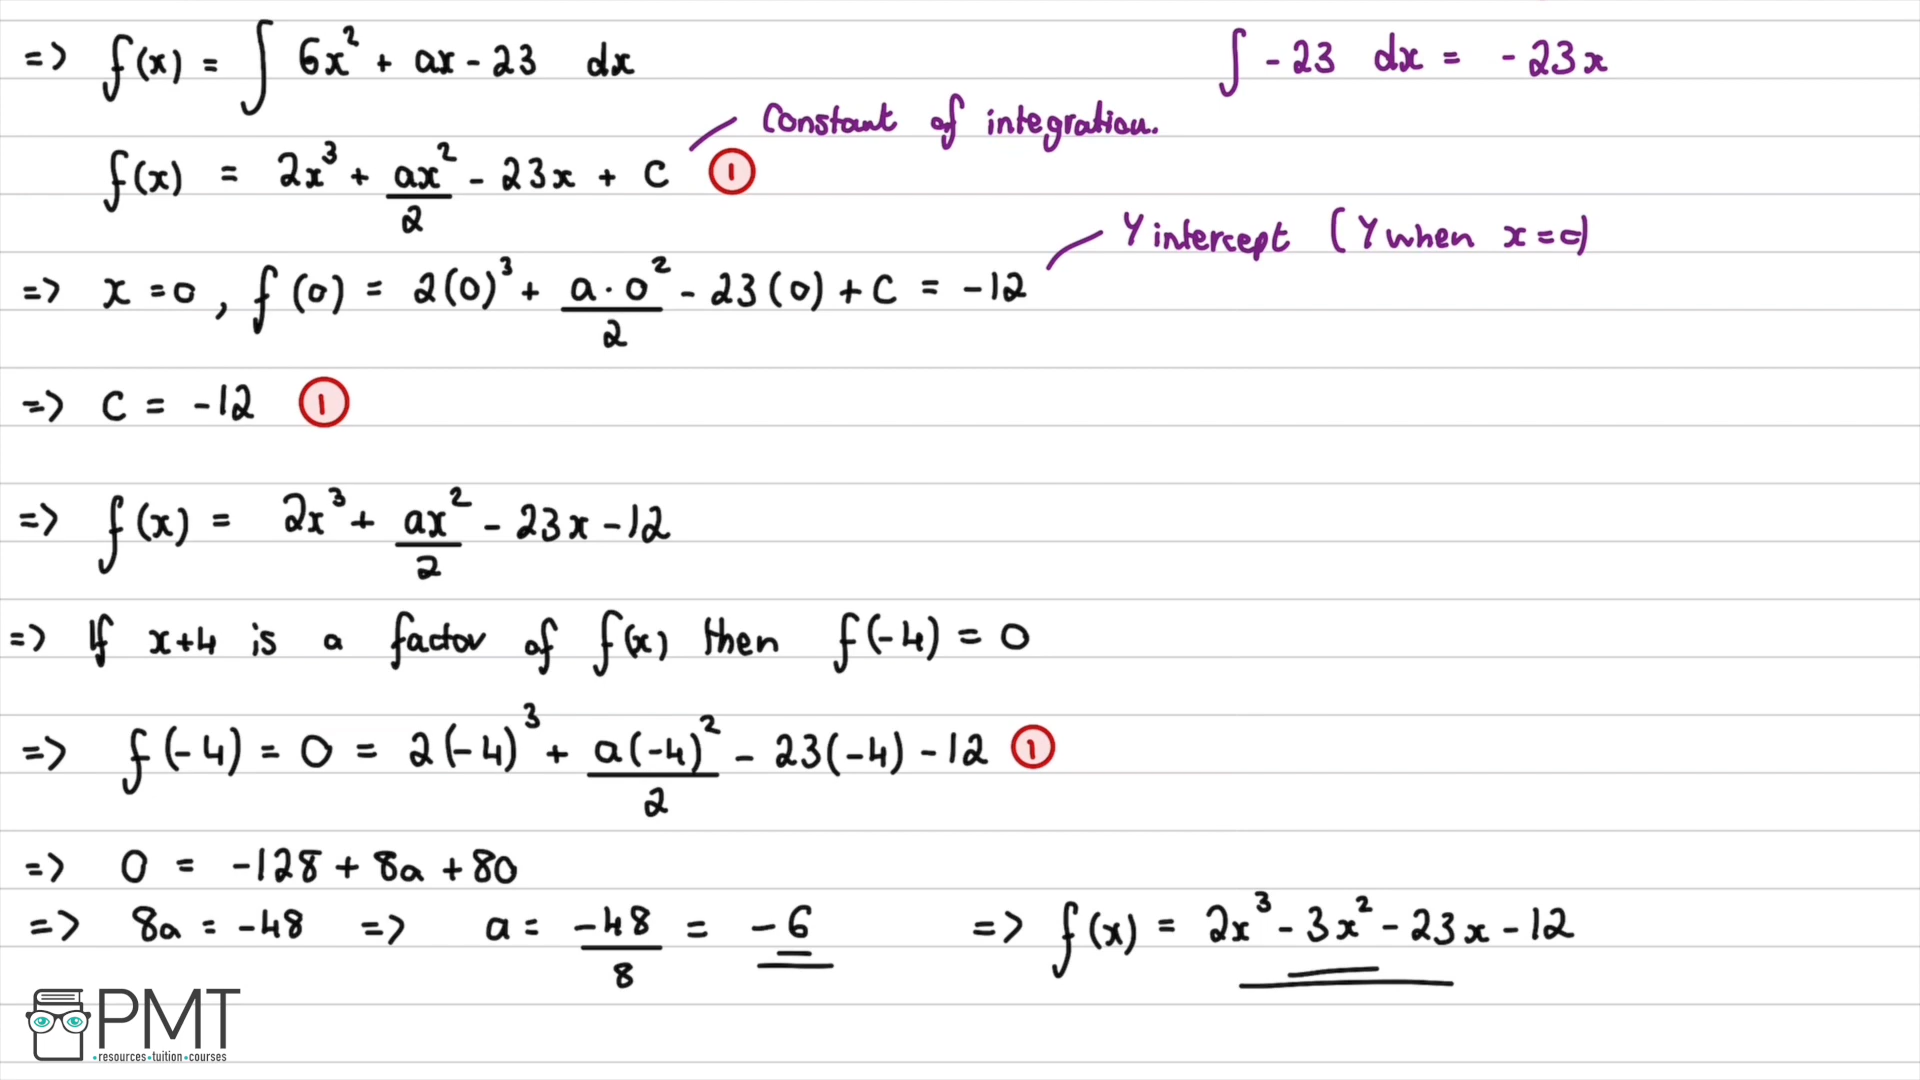 => f(x) = ∫ 6x² + ax - 23 dx
∫ -23 dx = -23x
Constant of integration.
f(x) = 2x³ + ax²/2 - 23x + c ①
Y intercept (Y when x=0)
=> x=0, f(0) = 2(0)³ + a·0²/2 - 23(0) + c = -12
=> c = -12 ①
=> f(x) = 2x³ + ax²/2 - 23x - 12
=> If x+4 is a factor of f(x) then f(-4) = 0
=> f(-4) = 0 = 2(-4)³ + a(-4)²/2 - 23(-4) - 12 ①
=> 0 = -128 + 8a + 80
=> 8a = -48 => a = -48/8 = -6 => f(x) = 2x³ - 3x² - 23x - 12
PMT
resources•tuition•courses